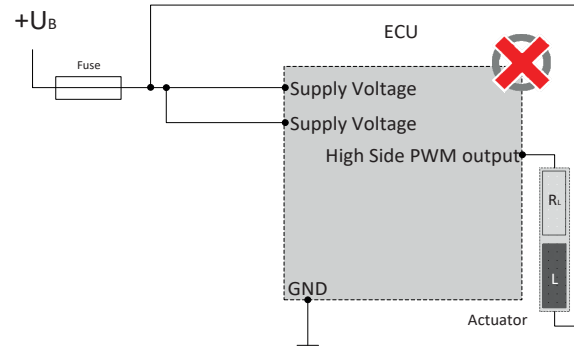 +UB
ECU
Fuse
Supply Voltage
Supply Voltage
High Side PWM output
RL
L
GND
Actuator